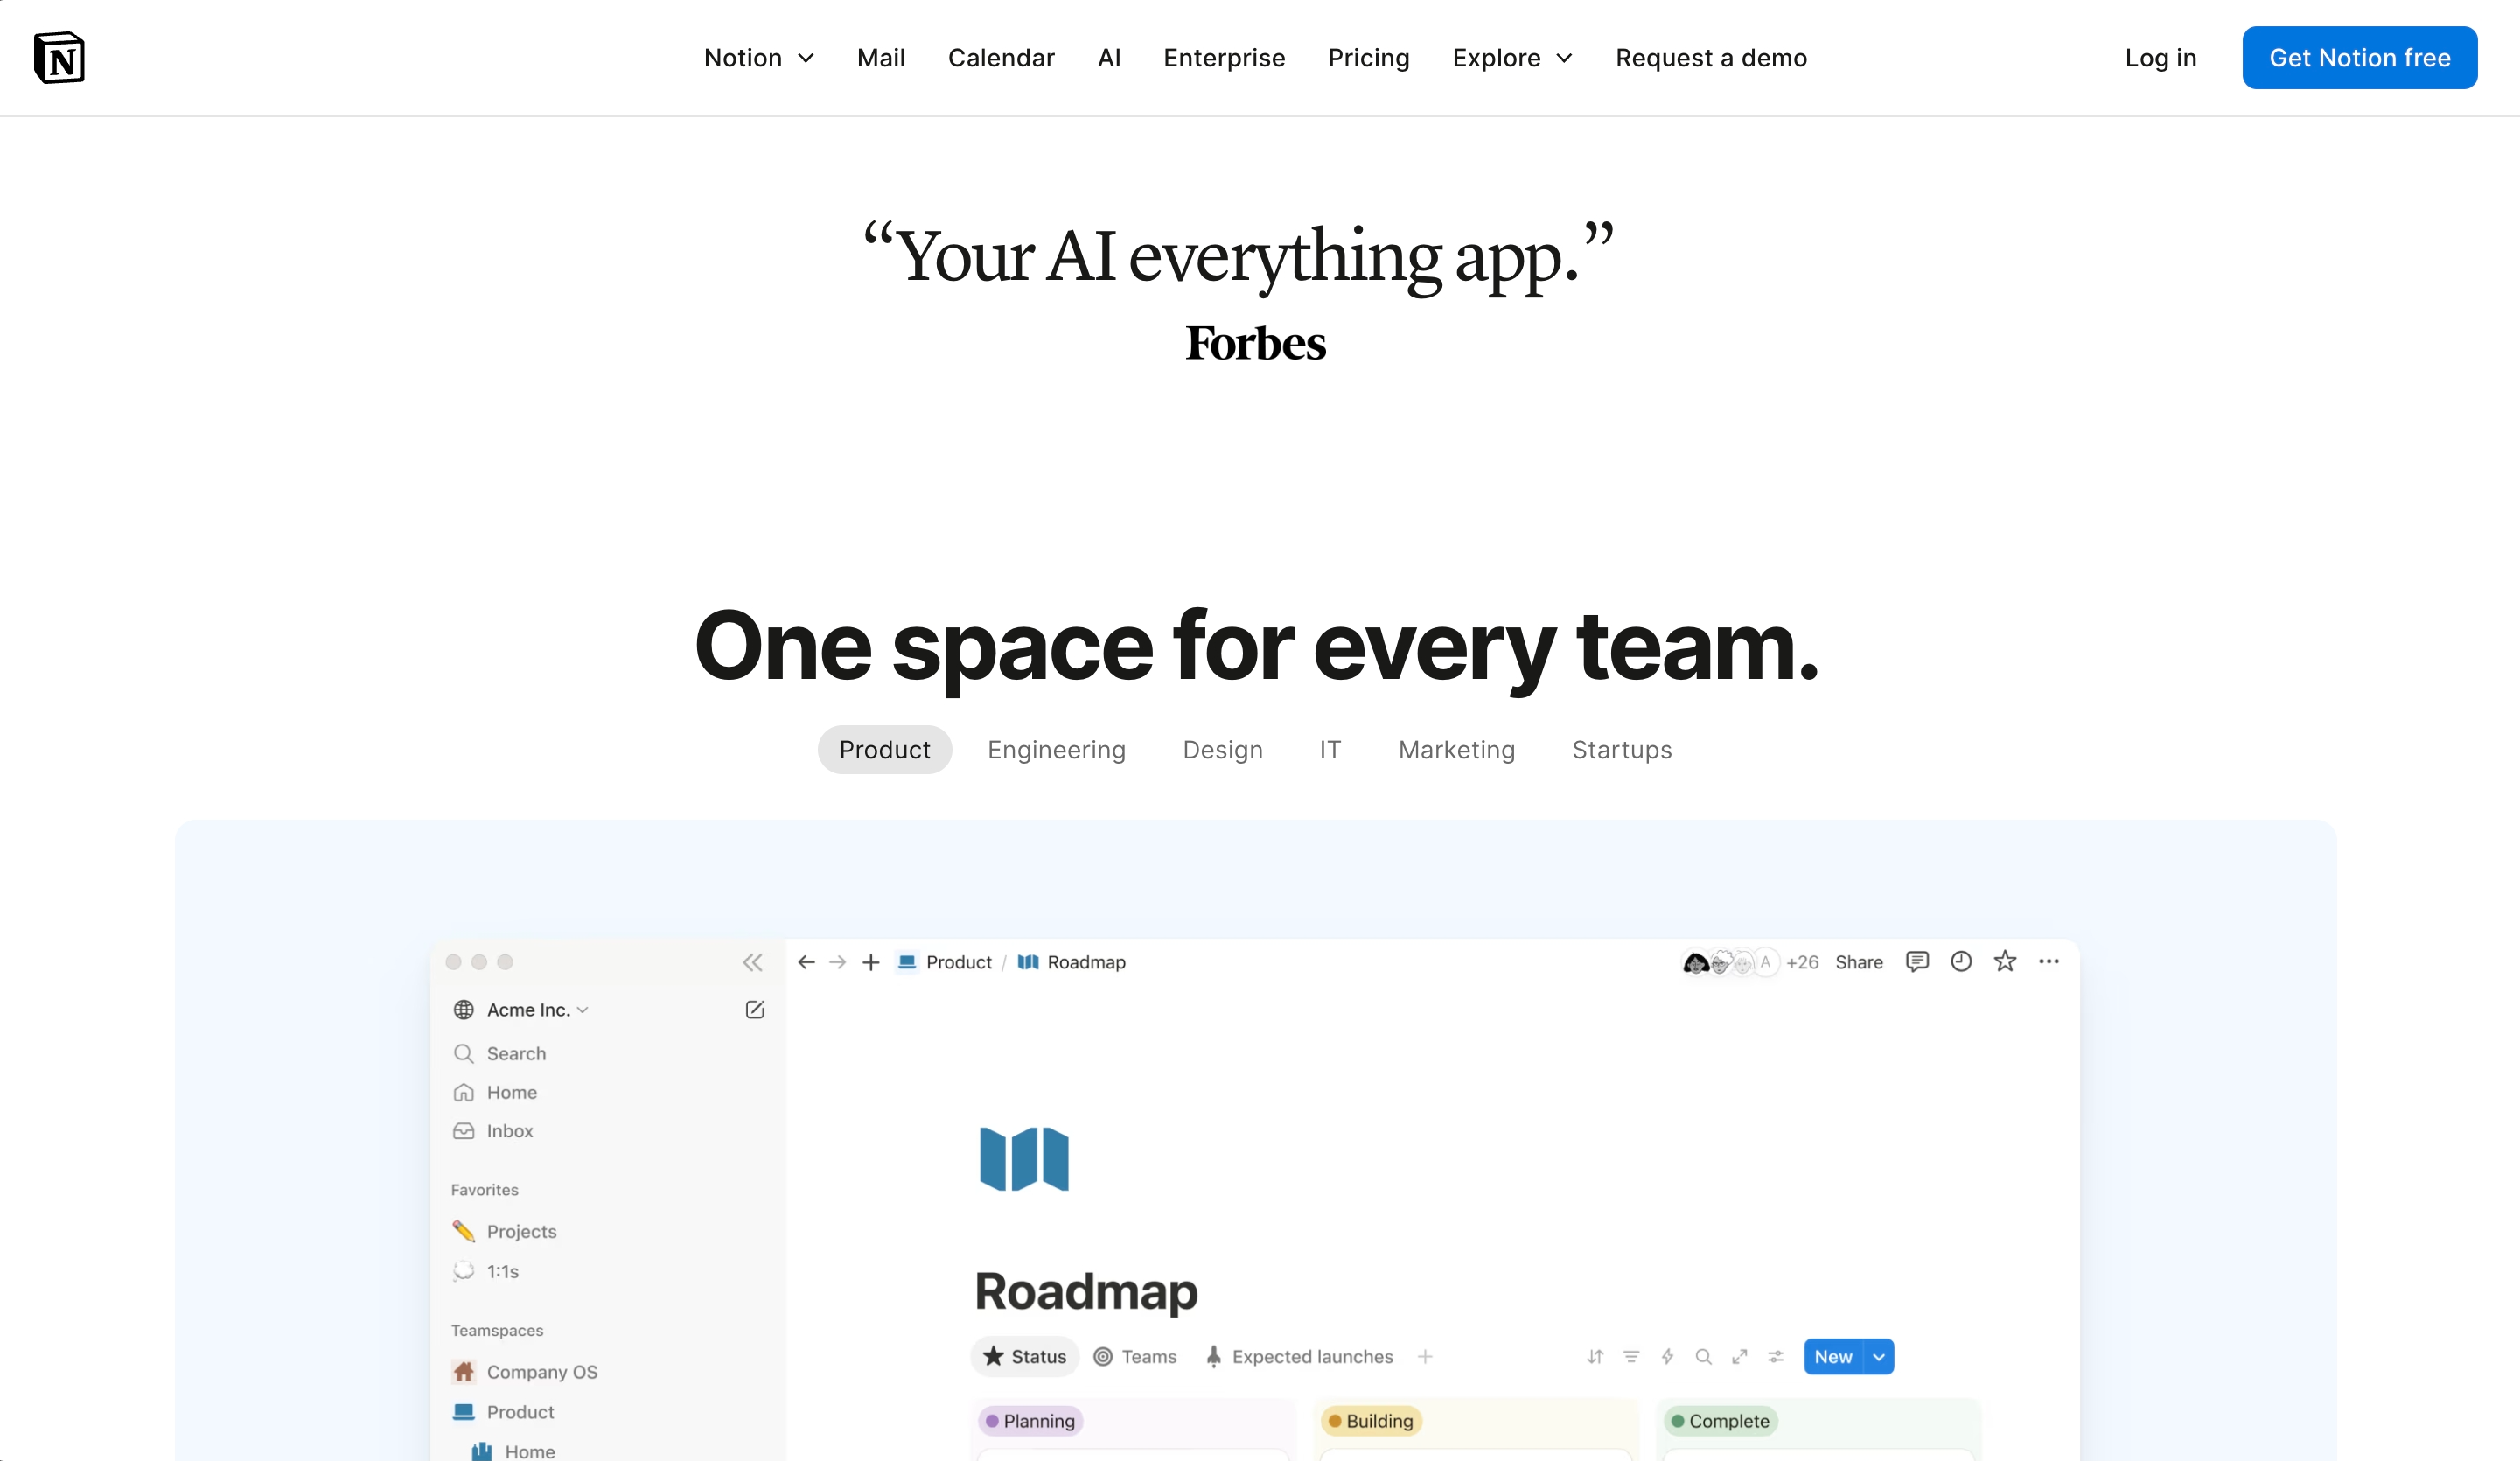 N
Notion Mail Calendar AI Enterprise Pricing Explore Request a demo Log in Get Notion free
“Your AI everything app.”
Forbes
One space for every team.
Product Engineering Design IT Marketing Startups
Product / Roadmap A +26 Share
Acme Inc.
Search
Home
Inbox
Favorites
Projects
1:1s
Teamspaces
Company OS
Product
Home
Roadmap
Status Teams Expected launches New
Planning Building Complete